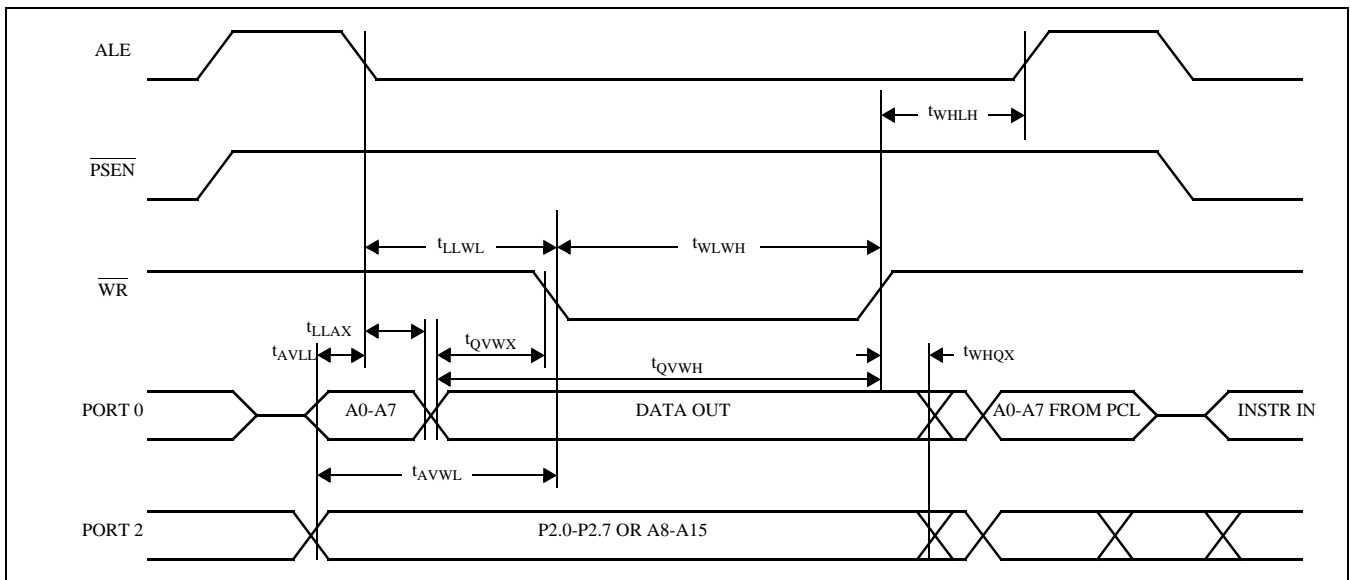 ALE
tWHLH
PSEN
tLLWL
tWLWH
WR
tLLAX
tAVLL
tQVWX
tQVWH
tWHQX
PORT 0
A0-A7
DATA OUT
A0-A7 FROM PCL
INSTR IN
tAVWL
PORT 2
P2.0-P2.7 OR A8-A15